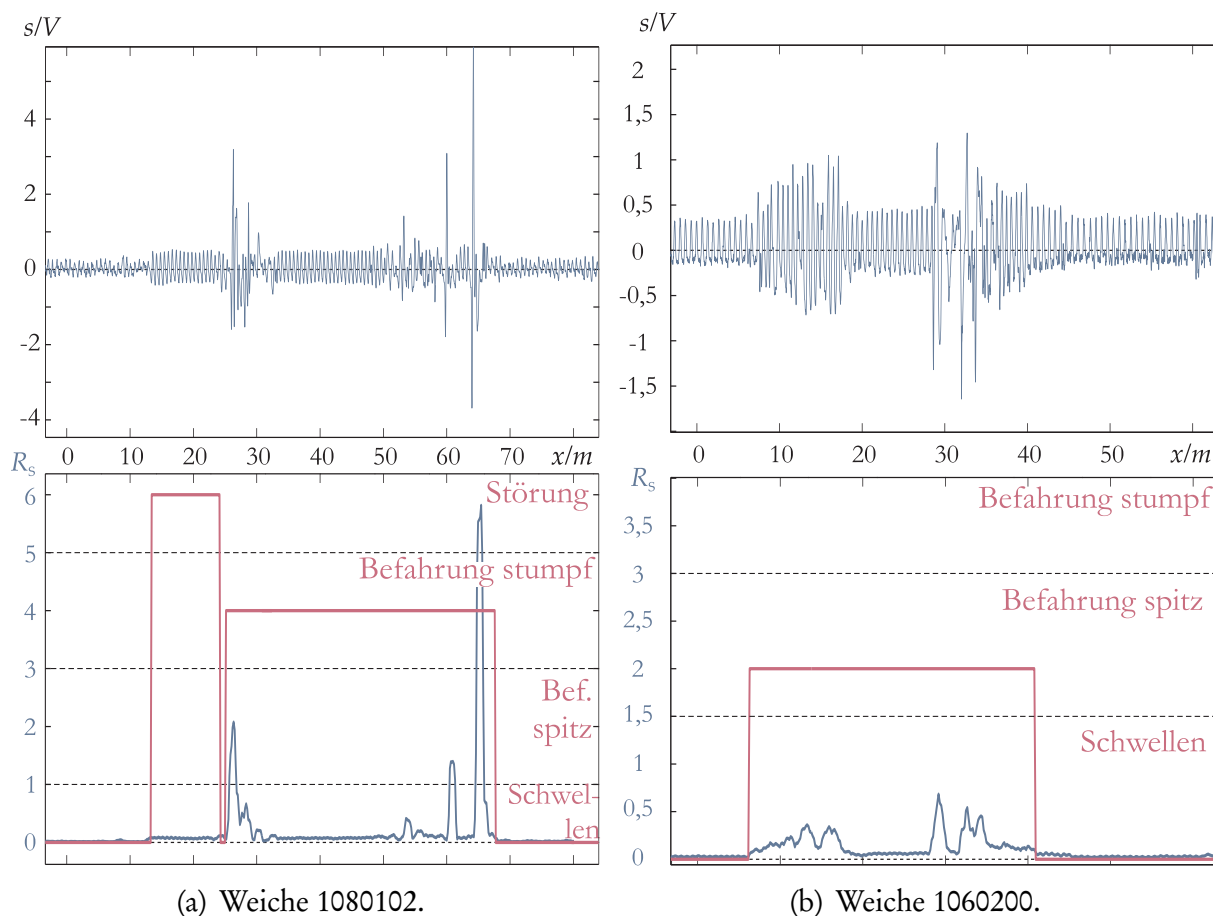 s/V
4
2
0
-2
-4
0 10 20 30 40 50 60 70 x/m
R_s
6
5
4
3
2
1
0
Störung
Befahrung stumpf
Bef.
spitz
Schwel-
len
(a) Weiche 1080102.
s/V
2
1,5
1
0,5
0
-0,5
-1
-1,5
0 10 20 30 40 50 x/m
R_s
3,5
3
2,5
2
1,5
1
0,5
0
Befahrung stumpf
Befahrung spitz
Schwellen
(b) Weiche 1060200.